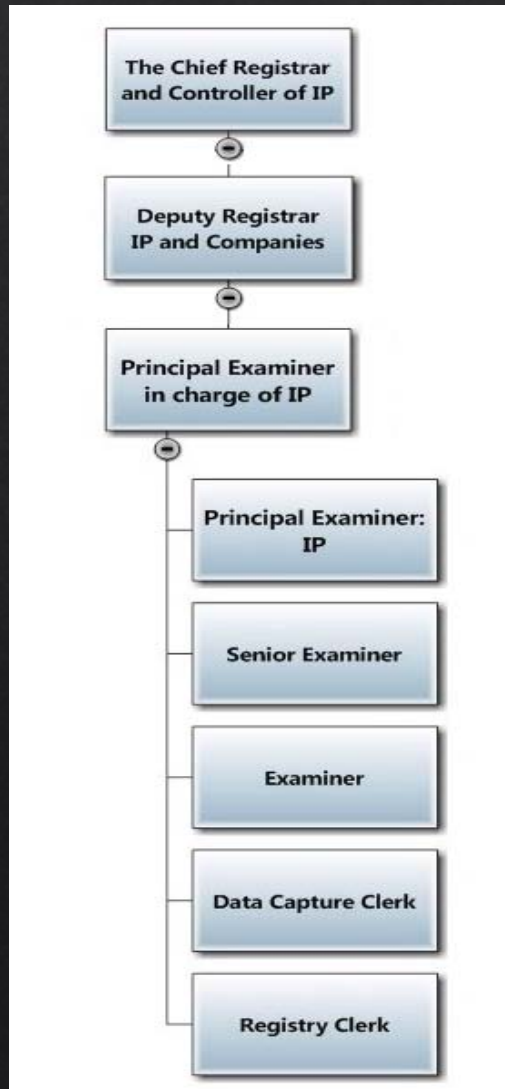 The Chief Registrar
and Controller of IP
Deputy Registrar
IP and Companies
Principal Examiner
in charge of IP
Principal Examiner:
IP
Senior Examiner
Examiner
Data Capture Clerk
Registry Clerk